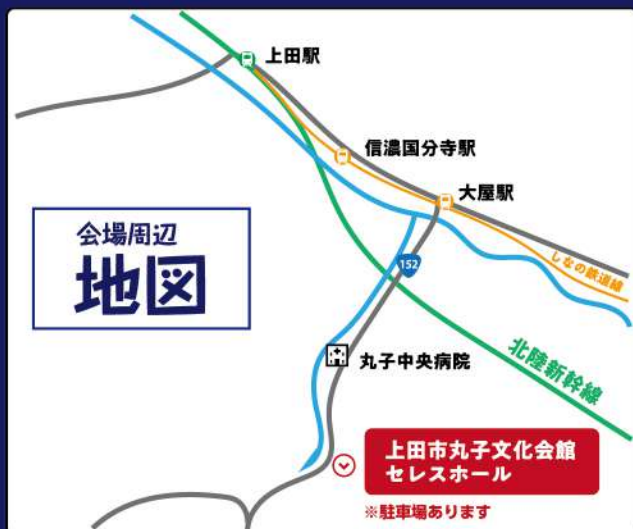 上田駅
信濃国分寺駅
大屋駅
会場周辺
地図
152
しなの鉄道線
北陸新幹線
丸子中央病院
上田市丸子文化会館
セレスホール
※駐車場あります